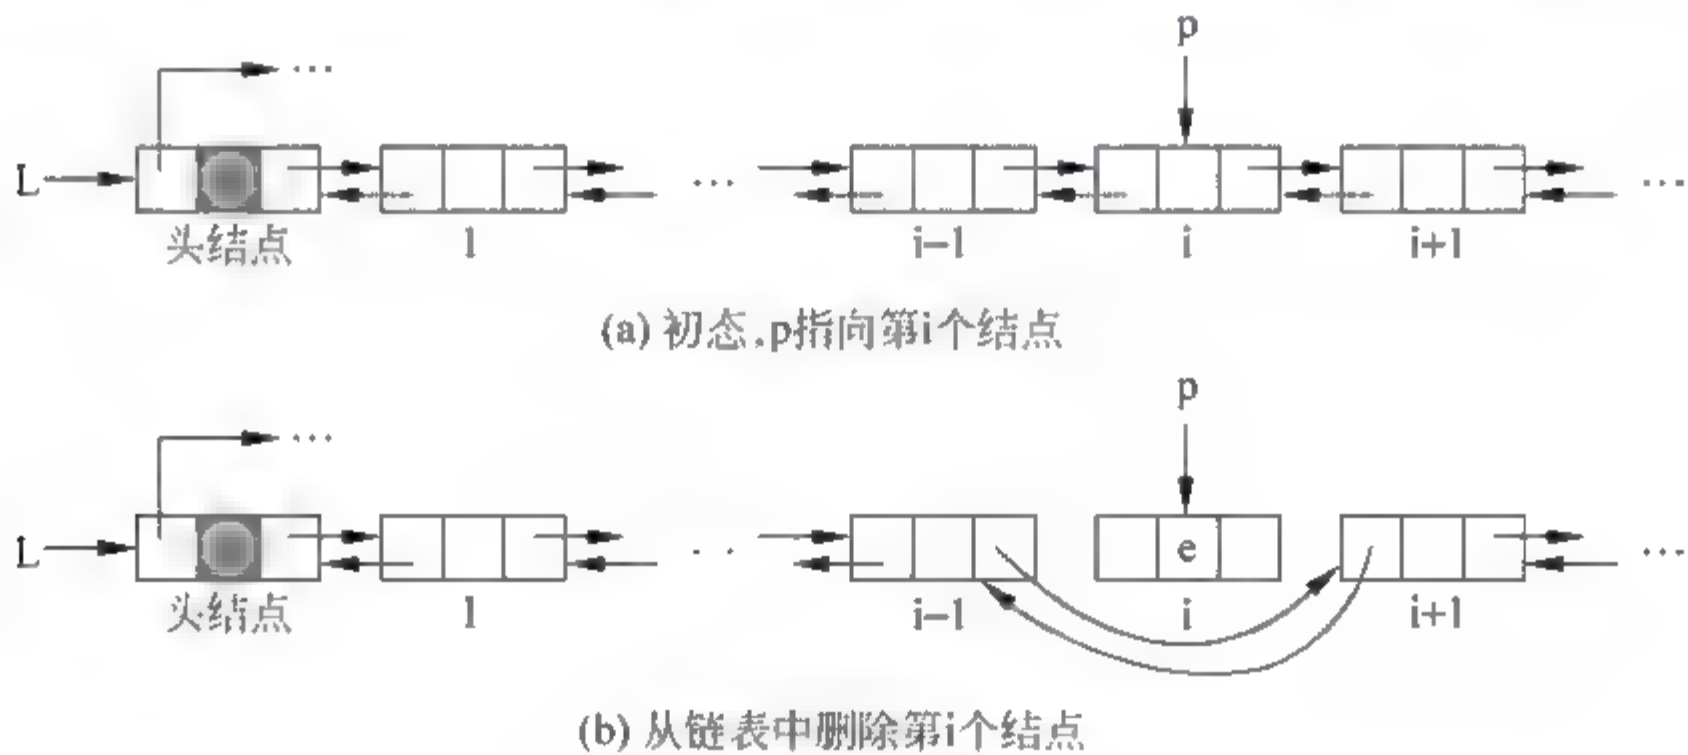 p
...
L
...
...
头结点 1 i-1 i i+1
(a) 初态,p指向第i个结点
p
...
L
e
...
...
头结点 1 i-1 i i+1
(b) 从链表中删除第i个结点